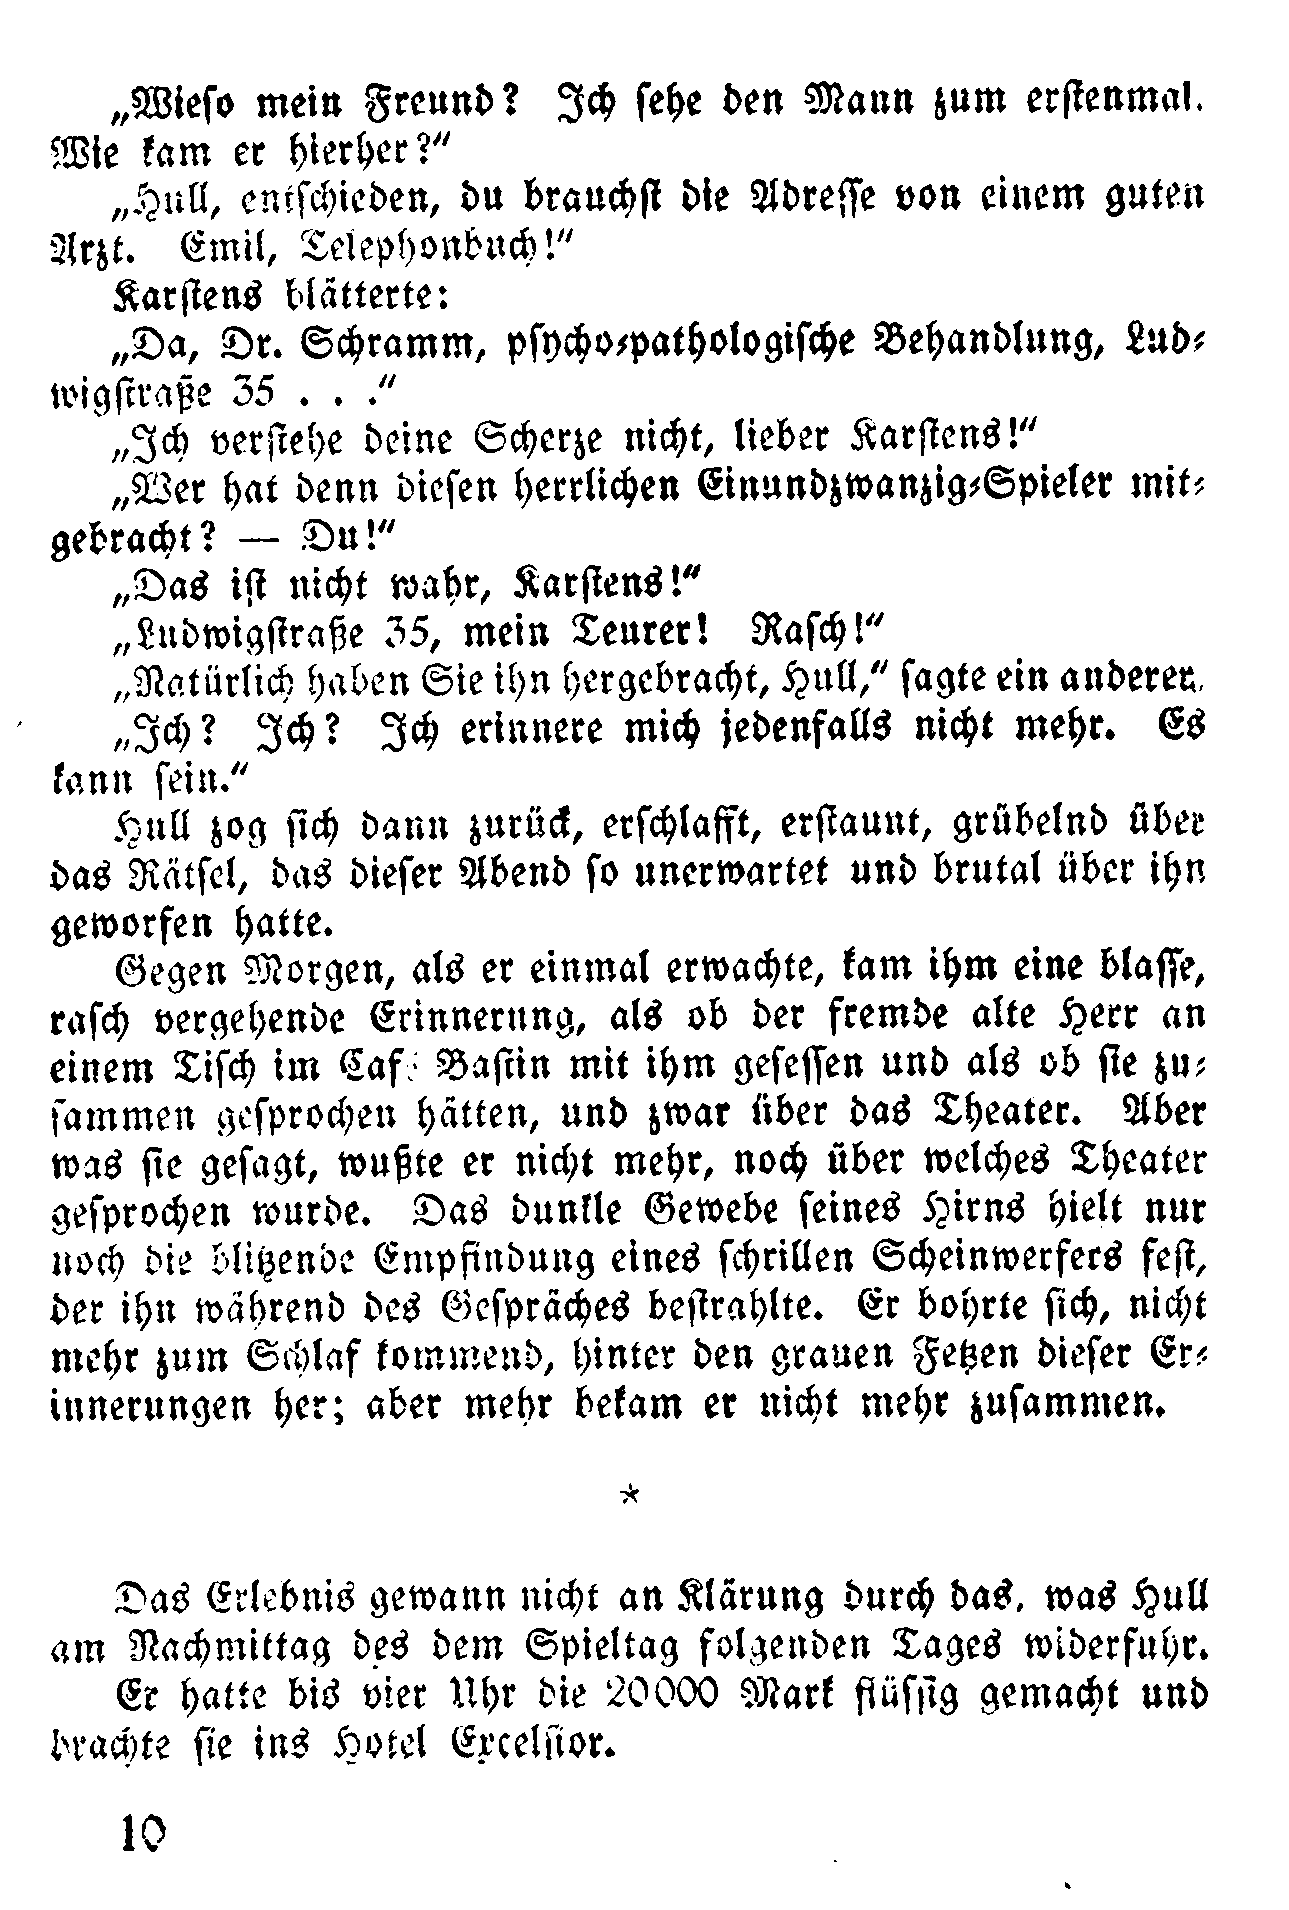 „Wieso mein Freund? Ich sehe den Mann zum erstenmal.
Wie kam er hierher?“
„Hull, entschieden, du brauchst die Adresse von einem guten
Arzt. Emil, Telephonbuch!“
Karstens blätterte:
„Da, Dr. Schramm, psycho-pathologische Behandlung, Lud-
wigstraße 35 . . .“
„Ich verstehe deine Scherze nicht, lieber Karstens!“
„Wer hat denn diesen herrlichen Einundzwanzig-Spieler mit-
gebracht? — Du!“
„Das ist nicht wahr, Karstens!“
„Ludwigstraße 35, mein Teurer! Rasch!“
„Natürlich haben Sie ihn hergebracht, Hull,“ sagte ein anderer.
„Ich? Ich? Ich erinnere mich jedenfalls nicht mehr. Es
kann sein.“
Hull zog sich dann zurück, erschlafft, erstaunt, grübelnd über
das Rätsel, das dieser Abend so unerwartet und brutal über ihn
geworfen hatte.
Gegen Morgen, als er einmal erwachte, kam ihm eine blasse,
rasch vergehende Erinnerung, als ob der fremde alte Herr an
einem Tisch im Café Bastin mit ihm gesessen und als ob sie zu-
sammen gesprochen hätten, und zwar über das Theater. Aber
was sie gesagt, wußte er nicht mehr, noch über welches Theater
gesprochen wurde. Das dunkle Gewebe seines Hirns hielt nur
noch die blitzende Empfindung eines schrillen Scheinwerfers fest,
der ihn während des Gespräches bestrahlte. Er bohrte sich, nicht
mehr zum Schlaf kommend, hinter den grauen Fetzen dieser Er-
innerungen her; aber mehr bekam er nicht mehr zusammen.
*
Das Erlebnis gewann nicht an Klärung durch das, was Hull
am Nachmittag des dem Spieltag folgenden Tages widerfuhr.
Er hatte bis vier Uhr die 20000 Mark flüssig gemacht und
brachte sie ins Hotel Excelsior.
10